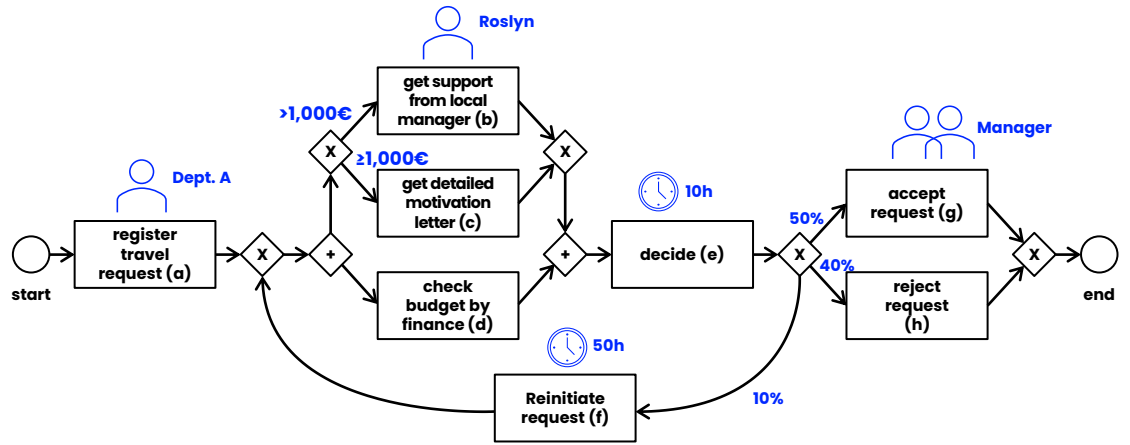 Roslyn
get support
from local
manager (b)
>1,000€
X
X
≥1,000€
get detailed
motivation
letter (c)
Dept. A
register
travel
request (a)
start
X
+
check
budget by
finance (d)
+
10h
decide (e)
X
50%
40%
10%
Manager
accept
request (g)
reject
request
(h)
X
end
50h
Reinitiate
request (f)